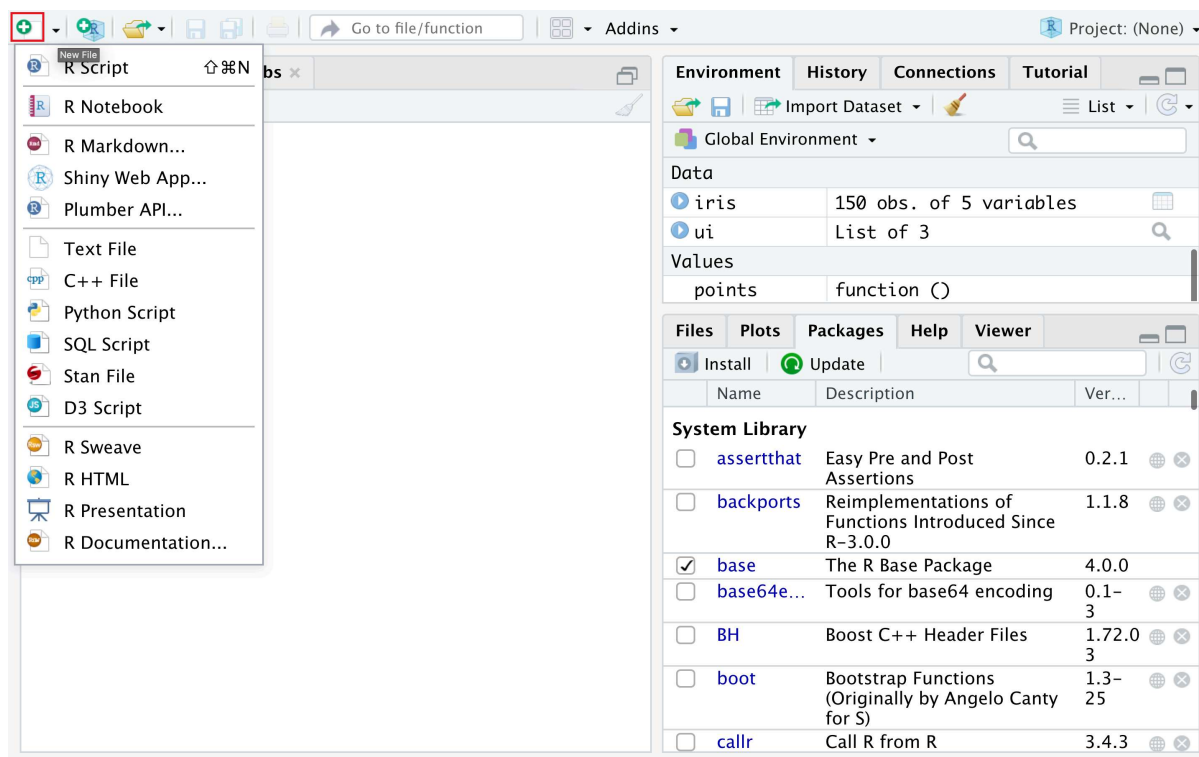 Go to file/function
Addins
Project: (None)
New File
R Script ⇧⌘N
R Notebook
R Markdown...
Shiny Web App...
Plumber API...
Text File
C++ File
Python Script
SQL Script
Stan File
D3 Script
R Sweave
R HTML
R Presentation
R Documentation...
bs
Environment History Connections Tutorial
Import Dataset List
Global Environment
Data
iris 150 obs. of 5 variables
ui List of 3
Values
points function ()
Files Plots Packages Help Viewer
Install Update
Name Description Ver...
System Library
assertthat Easy Pre and Post 0.2.1
Assertions
backports Reimplementations of 1.1.8
Functions Introduced Since
R-3.0.0
base The R Base Package 4.0.0
base64e... Tools for base64 encoding 0.1-
3
BH Boost C++ Header Files 1.72.0
3
boot Bootstrap Functions 1.3-
(Originally by Angelo Canty 25
for S)
callr Call R from R 3.4.3